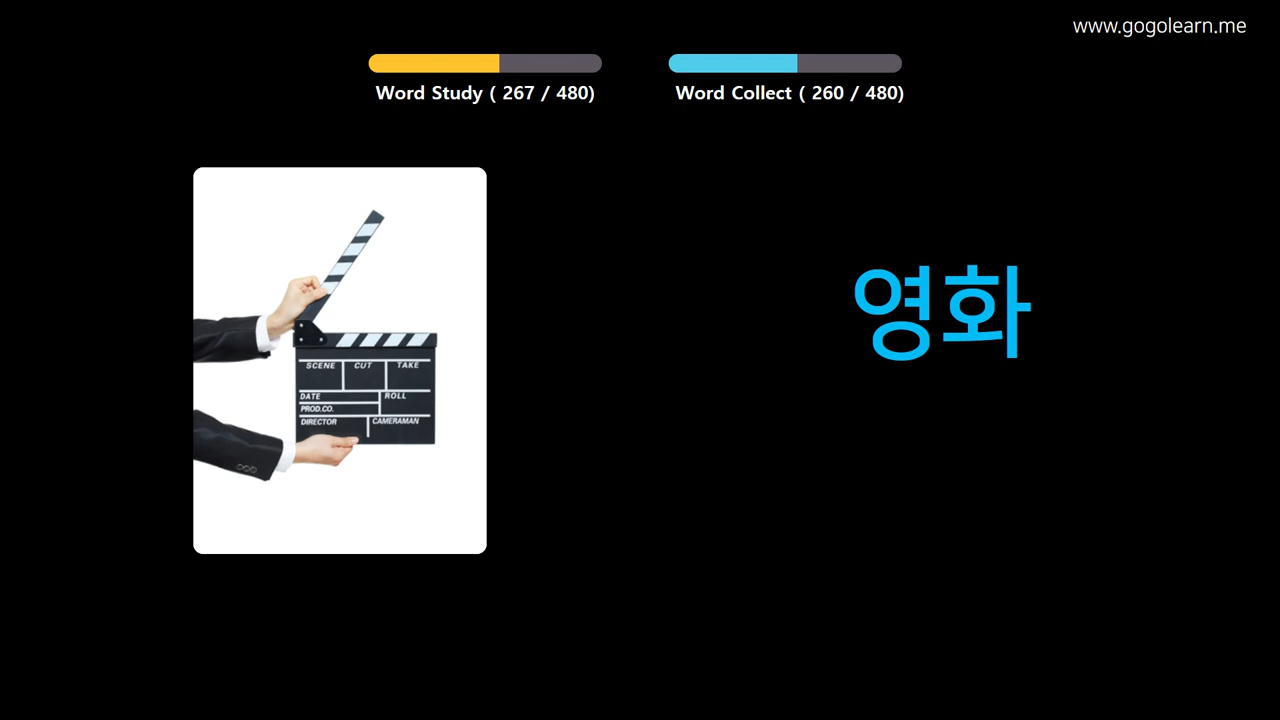 www.gogolearn.me
Word Study ( 267 / 480)
Word Collect ( 260 / 480)
영화
SCENE CUT TAKE
DATE ROLL
PROD.CO.
DIRECTOR CAMERAMAN